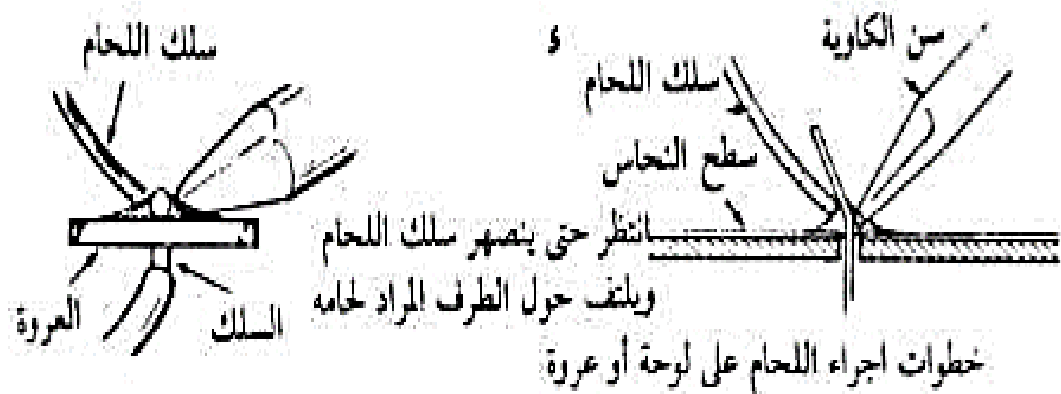 سن الكاوية
ء
سلك اللحام
سطح النحاس
سلك اللحام
انتظر حتى ينصهر سلك اللحام
ويلتف حول الطرف المراد لحامه
العروة
السلك
خطوات اجراء اللحام على لوحة أو عروة